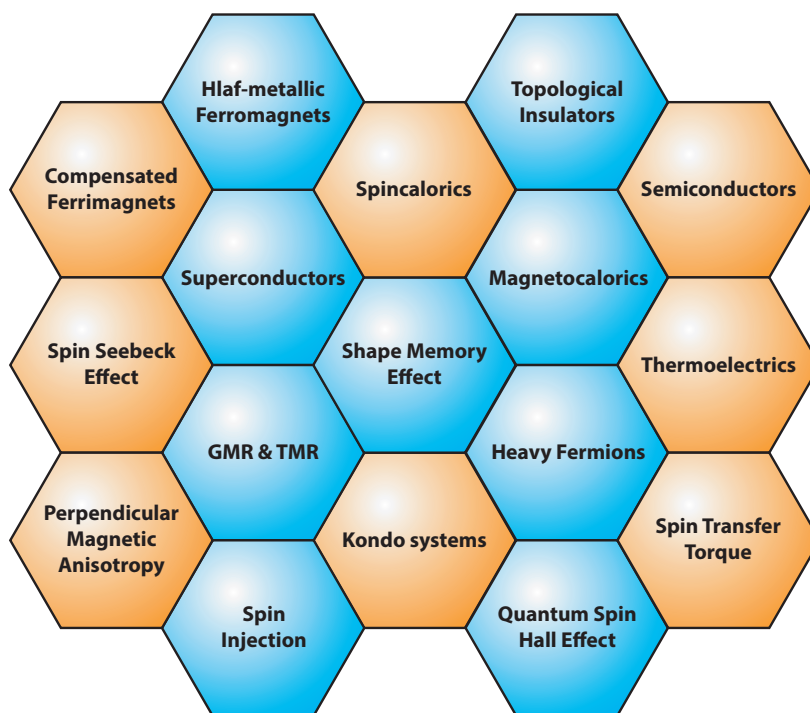 Hlaf-metallic
Ferromagnets
Topological
Insulators
Compensated
Ferrimagnets
Spincalorics
Semiconductors
Superconductors
Magnetocalorics
Spin Seebeck
Effect
Shape Memory
Effect
Thermoelectrics
GMR & TMR
Heavy Fermions
Perpendicular
Magnetic
Anisotropy
Kondo systems
Spin Transfer
Torque
Spin
Injection
Quantum Spin
Hall Effect